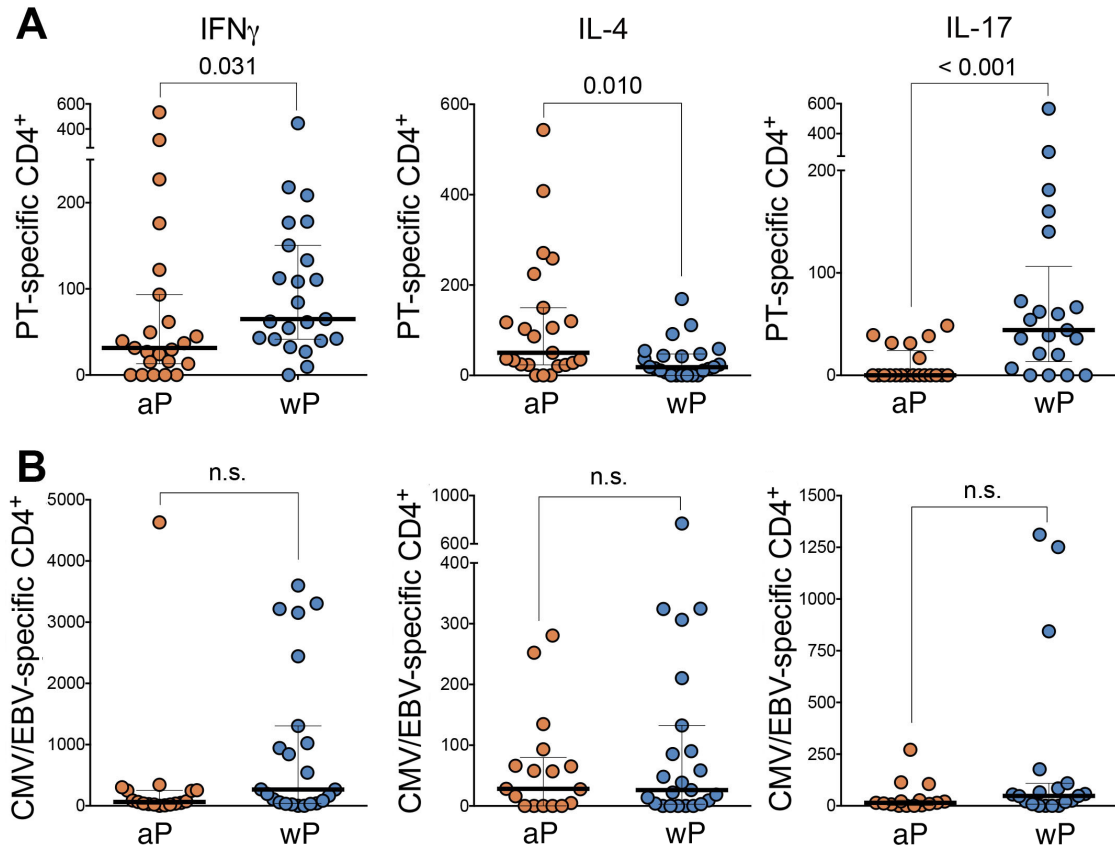 A
IFNγ
IL-4
IL-17
0.031
0.010
< 0.001
PT-specific CD4+
600
400
200
100
0
aP
wP
PT-specific CD4+
600
400
200
0
aP
wP
PT-specific CD4+
600
400
200
100
0
aP
wP
B
n.s.
n.s.
n.s.
CMV/EBV-specific CD4+
5000
4000
3000
2000
1000
0
aP
wP
CMV/EBV-specific CD4+
1000
600
400
300
200
100
0
aP
wP
CMV/EBV-specific CD4+
1500
1250
1000
750
500
250
0
aP
wP